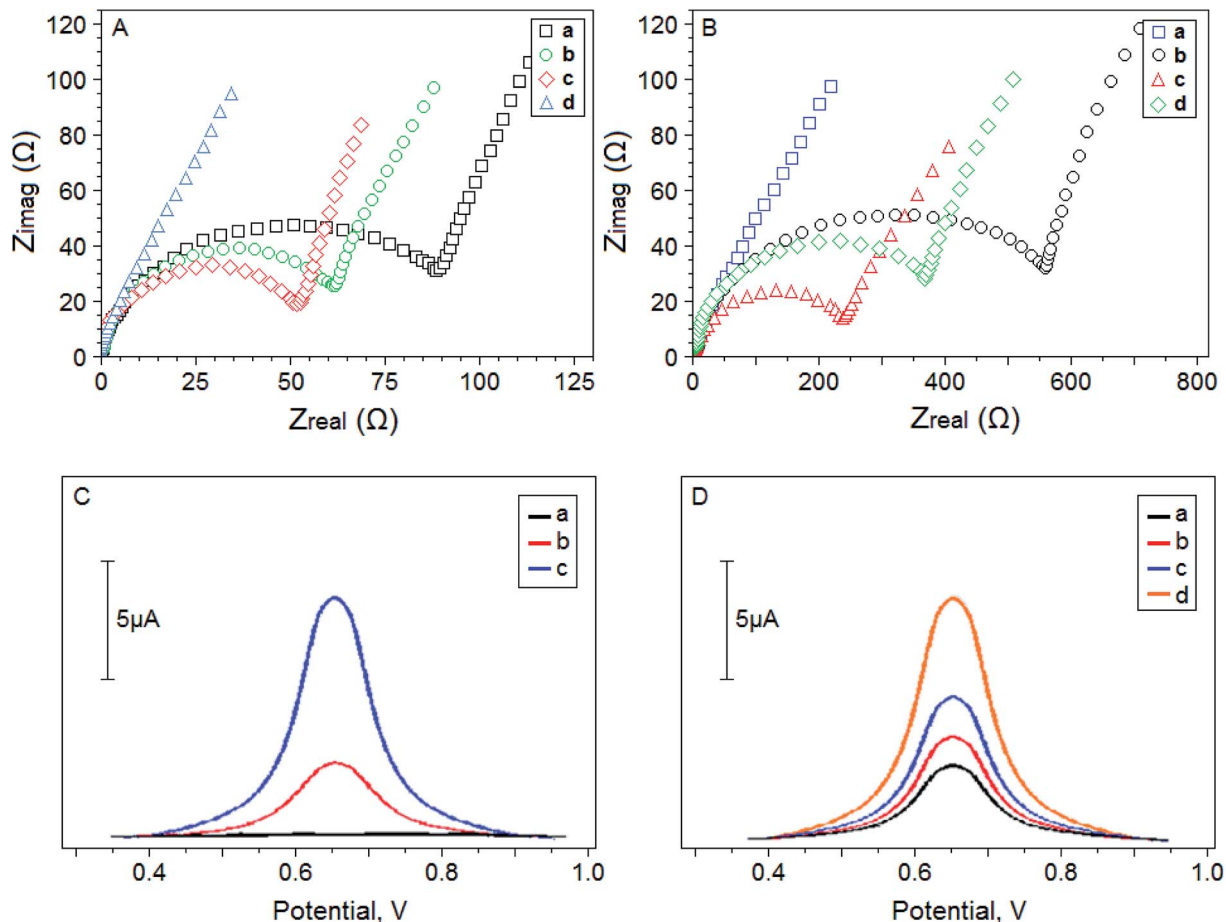 A
120
100
80
60
40
20
0
Zimag (Ω)
0 25 50 75 100 125
Zreal (Ω)
a
b
c
d
B
120
100
80
60
40
20
0
Zimag (Ω)
0 200 400 600 800
Zreal (Ω)
a
b
c
d
C
5µA
a
b
c
0.4 0.6 0.8 1.0
Potential, V
D
5µA
a
b
c
d
0.4 0.6 0.8 1.0
Potential, V